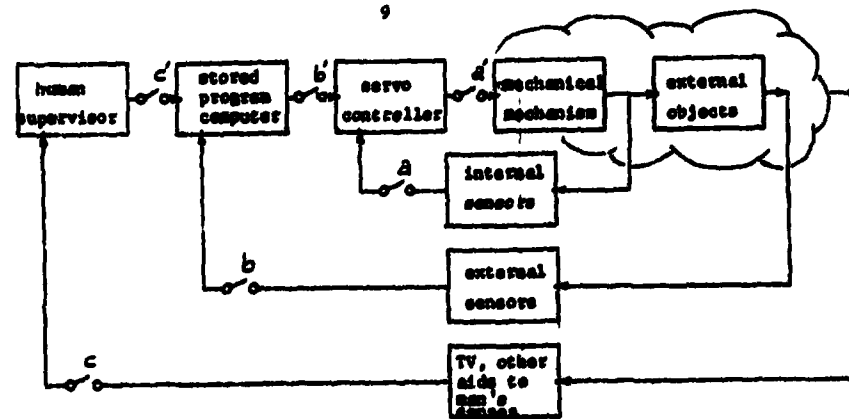 9
human
supervisor
c'
stored
program
computer
b'
servo
controller
a'
mechanical
mechanism
external
objects
a
internal
sensors
b
external
sensors
c
TV, other
aids to
man's
senses